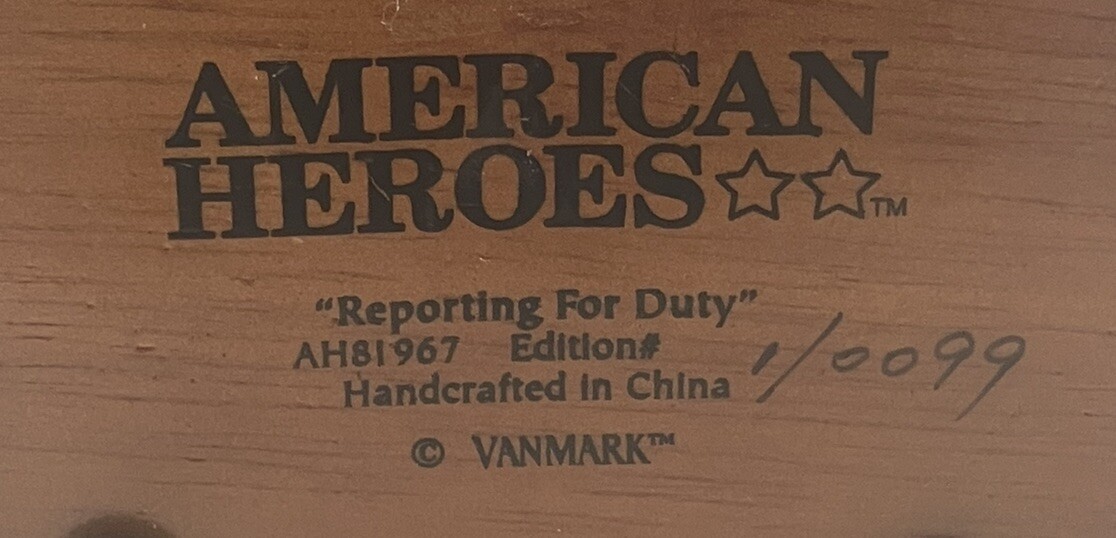 AMERICAN
HEROES☆☆™
“Reporting For Duty”
AH81967 Edition# 1/0099
Handcrafted in China
© VANMARK™